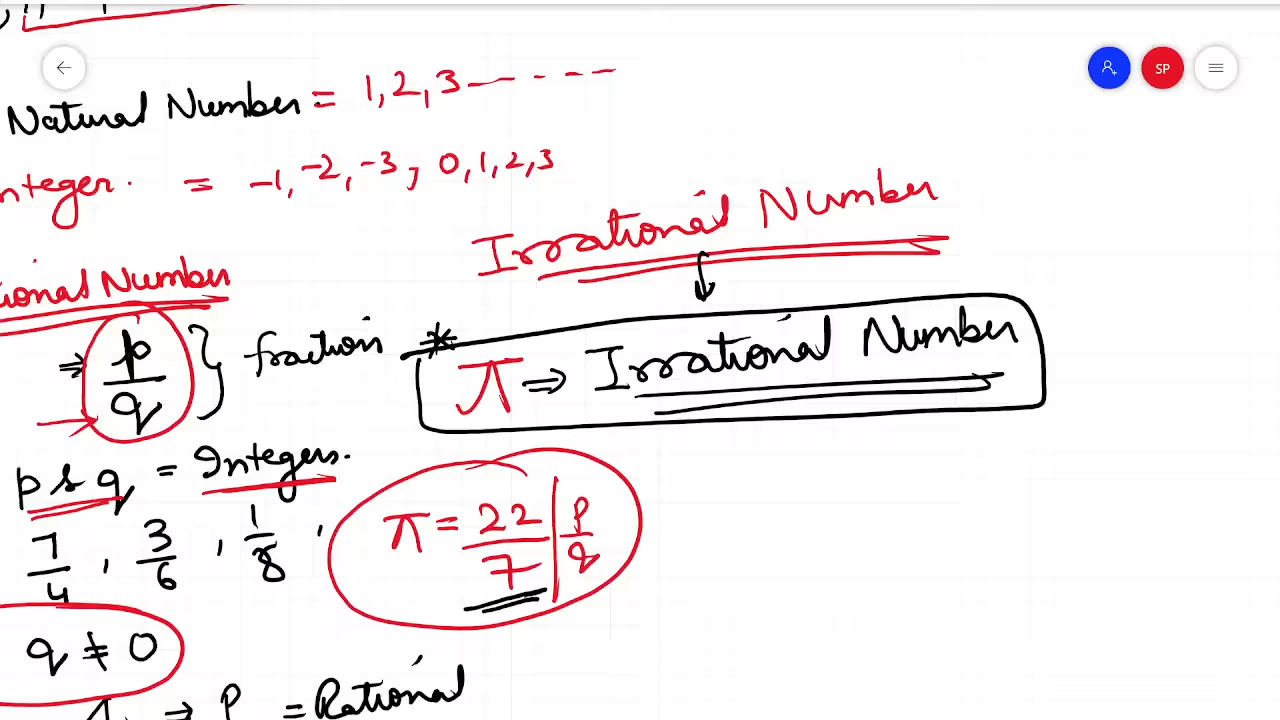 SP
Natural Number = 1, 2, 3 -----
nteger. = -1, -2, -3, 0, 1, 2, 3
Irrational Number
ional Number
⇒ p/q } fraction *
π ⇒ Irrational Number
p & q = Integers.
7/4, 3/6, 1/8,
π = 22/7 | p/q
q ≠ 0
⇒ P = Rational